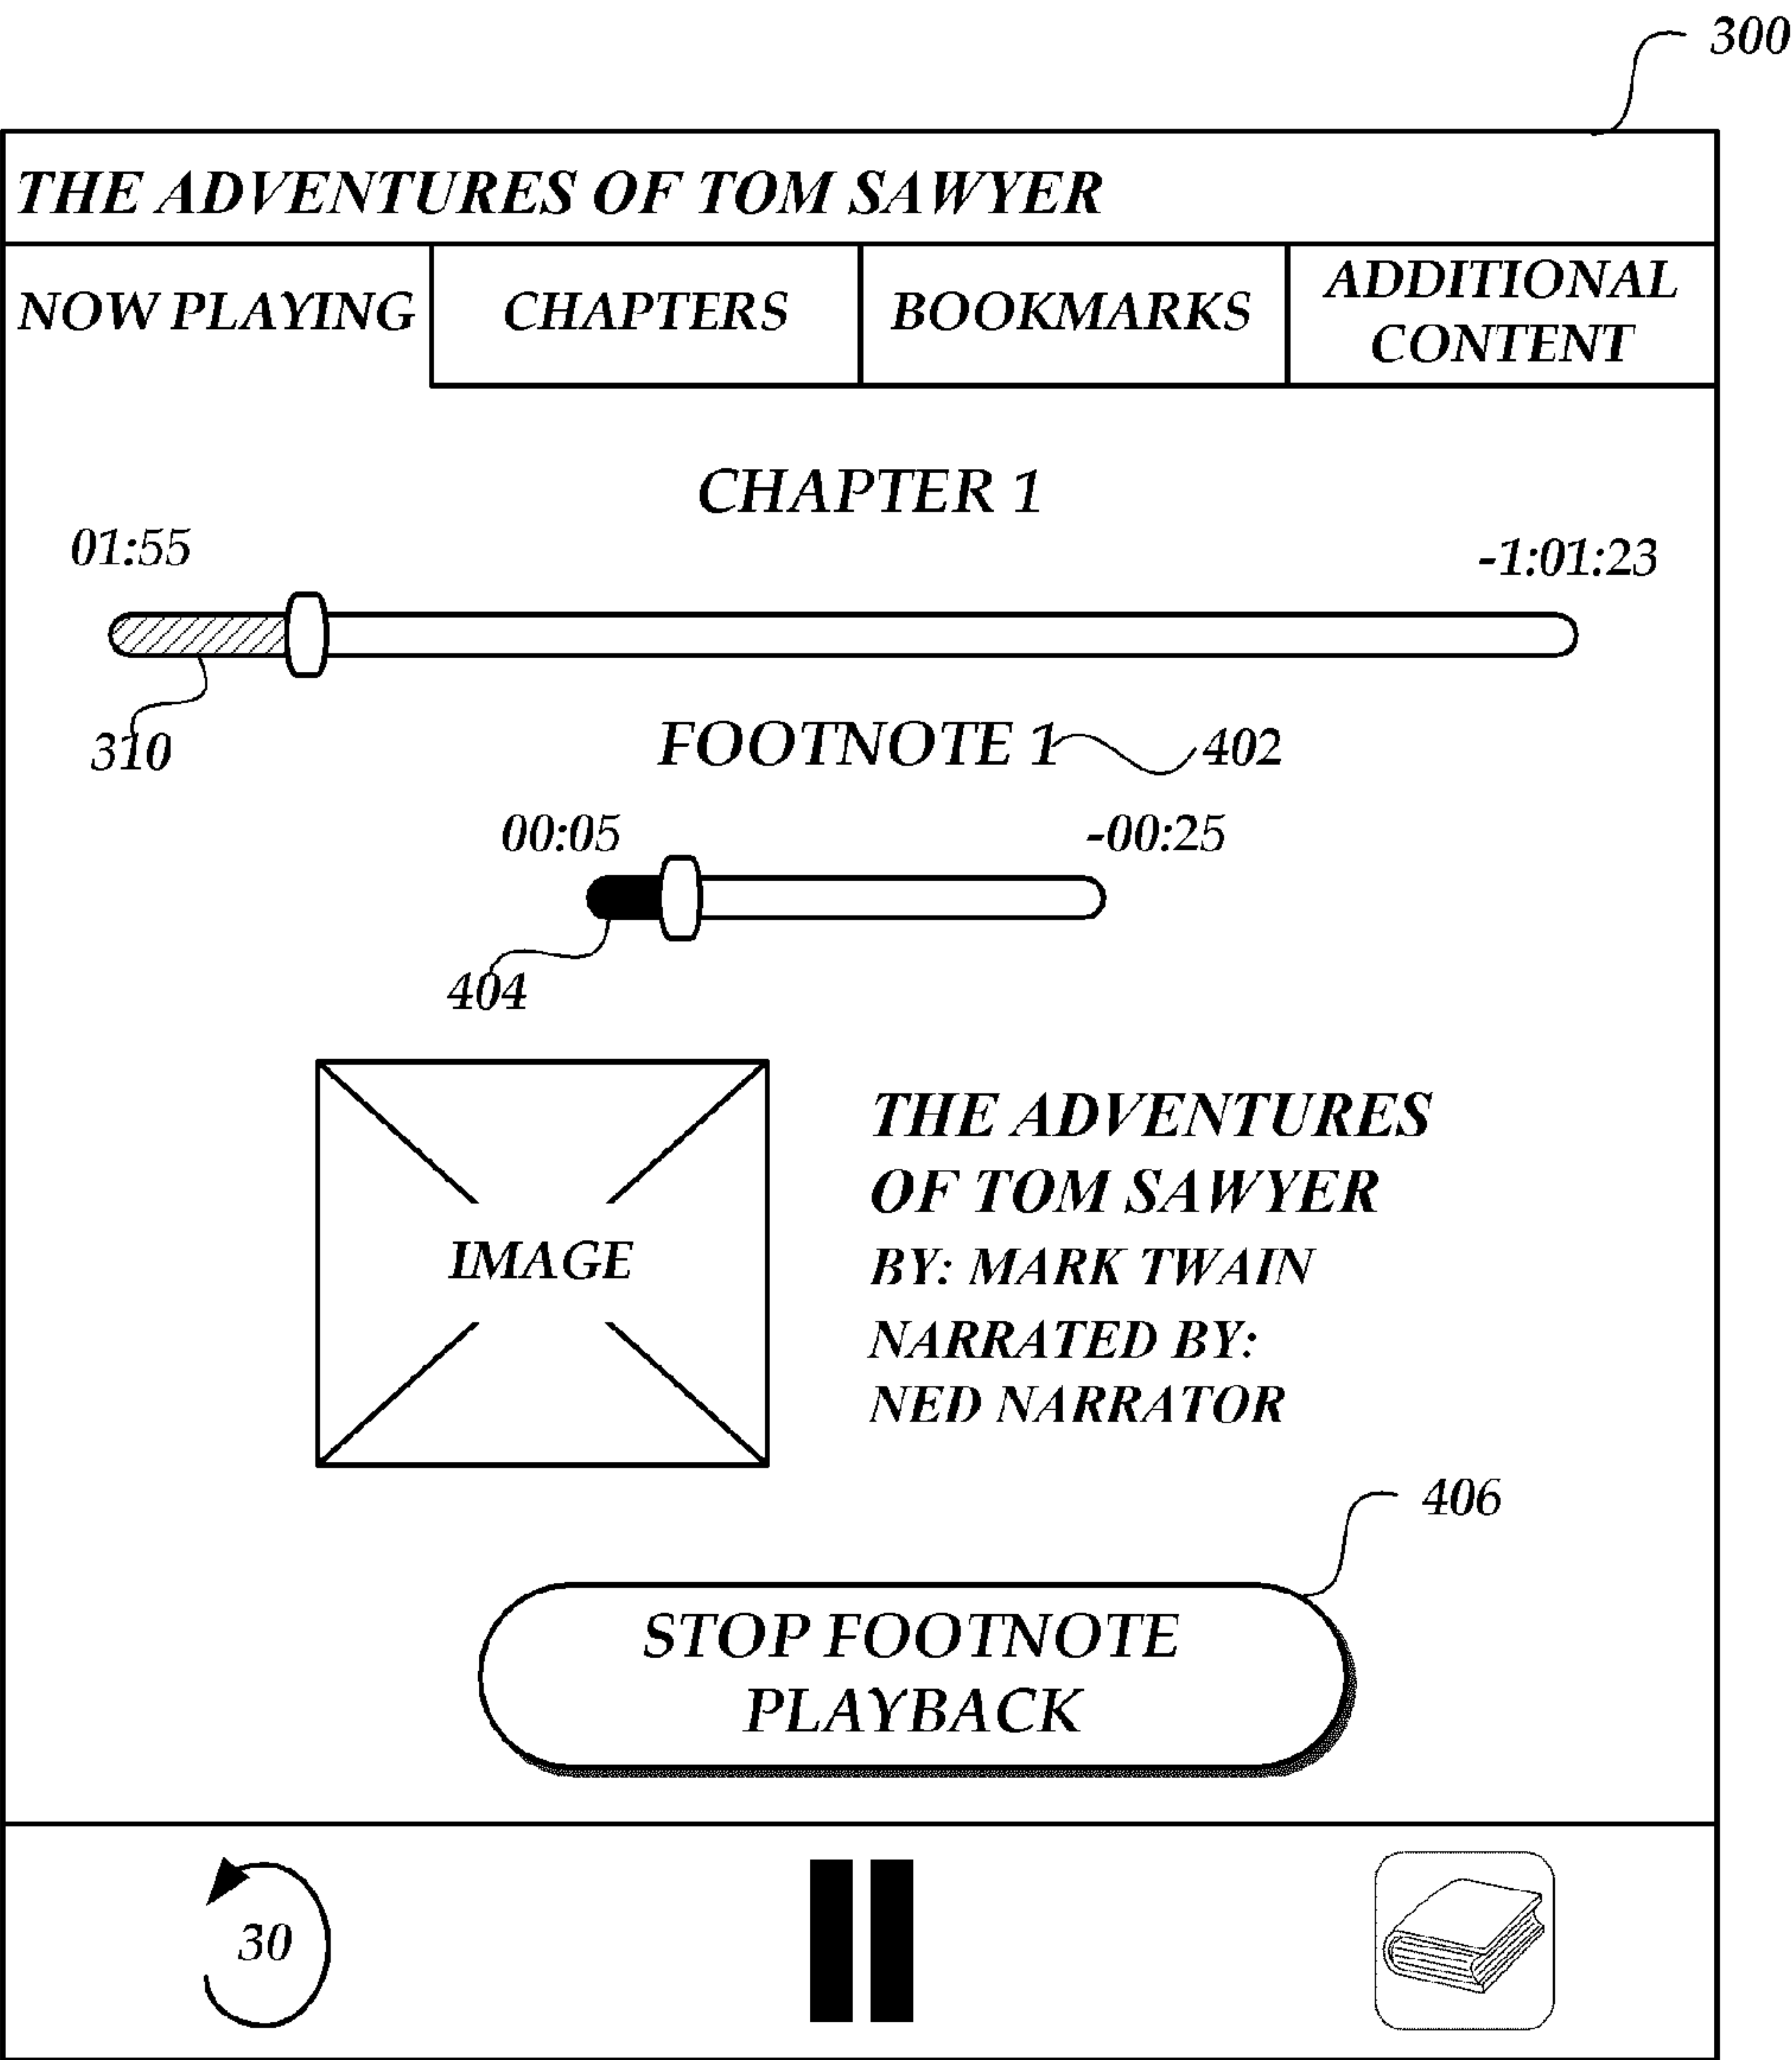 300
THE ADVENTURES OF TOM SAWYER
NOW PLAYING
CHAPTERS
BOOKMARKS
ADDITIONAL
CONTENT
CHAPTER 1
01:55
-1:01:23
310
FOOTNOTE 1
402
00:05
-00:25
404
IMAGE
THE ADVENTURES
OF TOM SAWYER
BY: MARK TWAIN
NARRATED BY:
NED NARRATOR
406
STOP FOOTNOTE
PLAYBACK
30